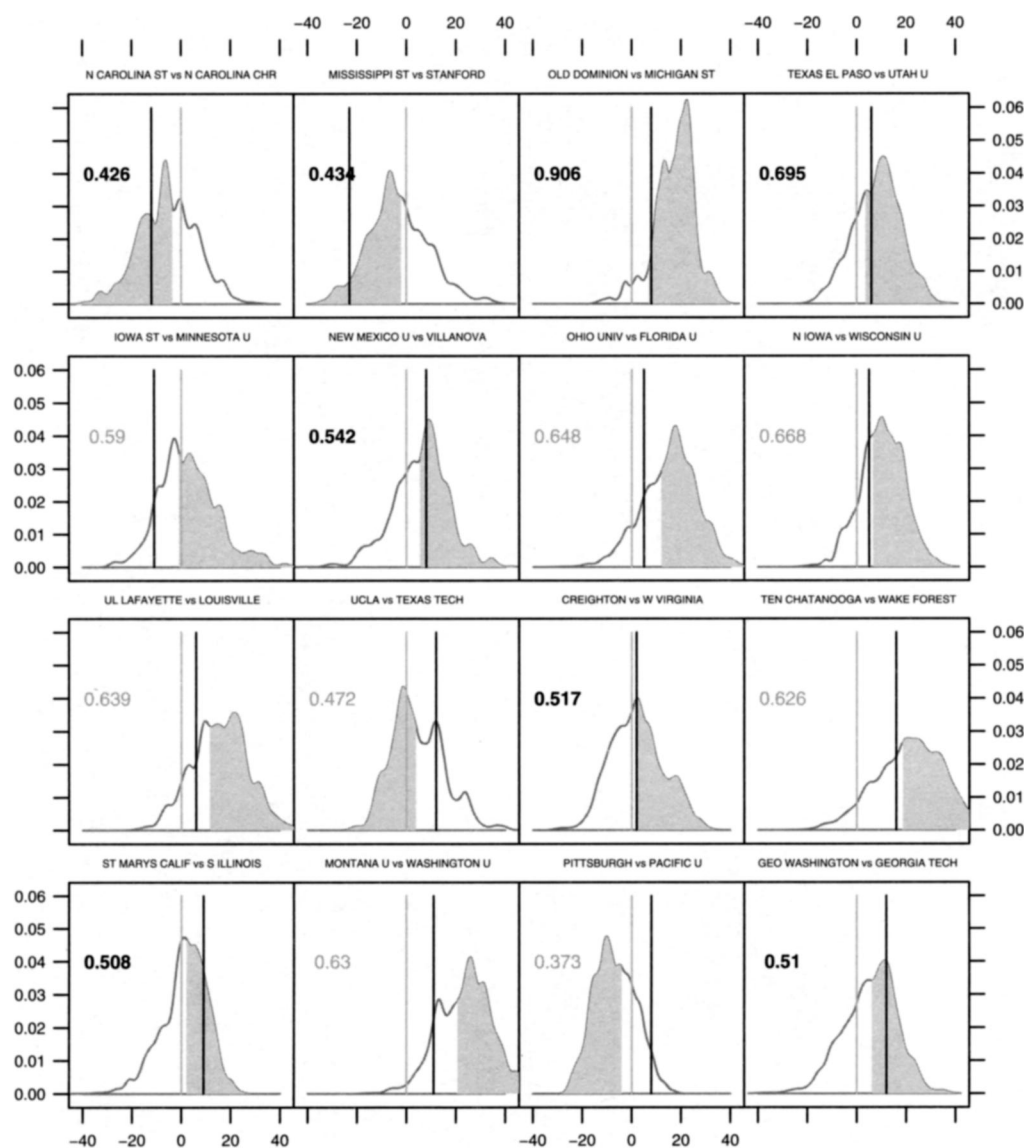 -40 0 20 40 -40 0 20 40
N CAROLINA ST vs N CAROLINA CHR MISSISSIPPI ST vs STANFORD OLD DOMINION vs MICHIGAN ST TEXAS EL PASO vs UTAH U
0.06
0.05
0.426 0.434 0.906 0.695 0.04
0.03
0.02
0.01
0.00
IOWA ST vs MINNESOTA U NEW MEXICO U vs VILLANOVA OHIO UNIV vs FLORIDA U N IOWA vs WISCONSIN U
0.06
0.05
0.04 0.59 0.542 0.648 0.668
0.03
0.02
0.01
0.00
UL LAFAYETTE vs LOUISVILLE UCLA vs TEXAS TECH CREIGHTON vs W VIRGINIA TEN CHATANOOGA vs WAKE FOREST
0.06
0.05
0.639 0.472 0.517 0.626 0.04
0.03
0.02
0.01
0.00
ST MARYS CALIF vs S ILLINOIS MONTANA U vs WASHINGTON U PITTSBURGH vs PACIFIC U GEO WASHINGTON vs GEORGIA TECH
0.06
0.05
0.04 0.508 0.63 0.373 0.51
0.03
0.02
0.01
0.00
-40 0 20 40 -40 0 20 40